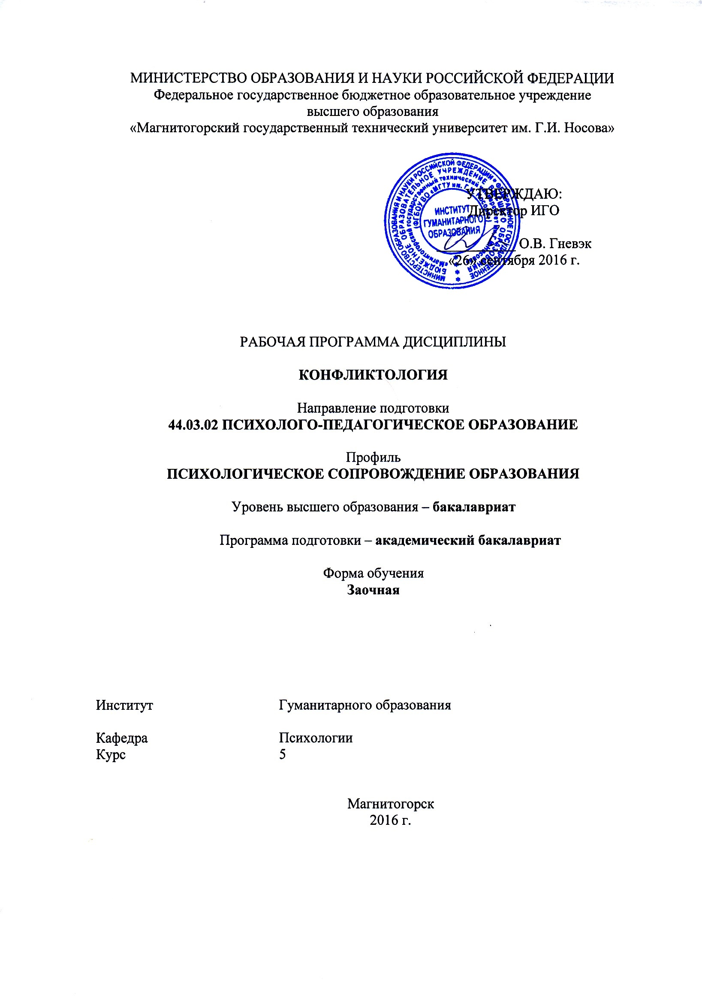 МИНИСТЕРСТВО ОБРАЗОВАНИЯ И НАУКИ РОССИЙСКОЙ ФЕДЕРАЦИИ
Федеральное государственное бюджетное образовательное учреждение
высшего образования
«Магнитогорский государственный технический университет им. Г.И. Носова»
МИНИСТЕРСТВО ОБРАЗОВАНИЯ И НАУКИ РОССИЙСКОЙ ФЕДЕРАЦИИ * ФЕДЕРАЛЬНОЕ ГОСУДАРСТВЕННОЕ
БЮДЖЕТНОЕ ОБРАЗОВАТЕЛЬНОЕ УЧРЕЖДЕНИЕ ВЫСШЕГО ОБРАЗОВАНИЯ
«Магнитогорский государственный технический университет им. Г.И. Носова»
(ФГБОУ ВО «МГТУ им. Г.И. Носова»)
ИНСТИТУТ
ГУМАНИТАРНОГО
ОБРАЗОВАНИЯ
УТВЕРЖДАЮ:
Директор ИГО
О.В. Гневэк
«26» сентября 2016 г.
РАБОЧАЯ ПРОГРАММА ДИСЦИПЛИНЫ
КОНФЛИКТОЛОГИЯ
Направление подготовки
44.03.02 ПСИХОЛОГО-ПЕДАГОГИЧЕСКОЕ ОБРАЗОВАНИЕ
Профиль
ПСИХОЛОГИЧЕСКОЕ СОПРОВОЖДЕНИЕ ОБРАЗОВАНИЯ
Уровень высшего образования – бакалавриат
Программа подготовки – академический бакалавриат
Форма обучения
Заочная
Институт Гуманитарного образования
Кафедра Психологии
Курс 5
Магнитогорск
2016 г.